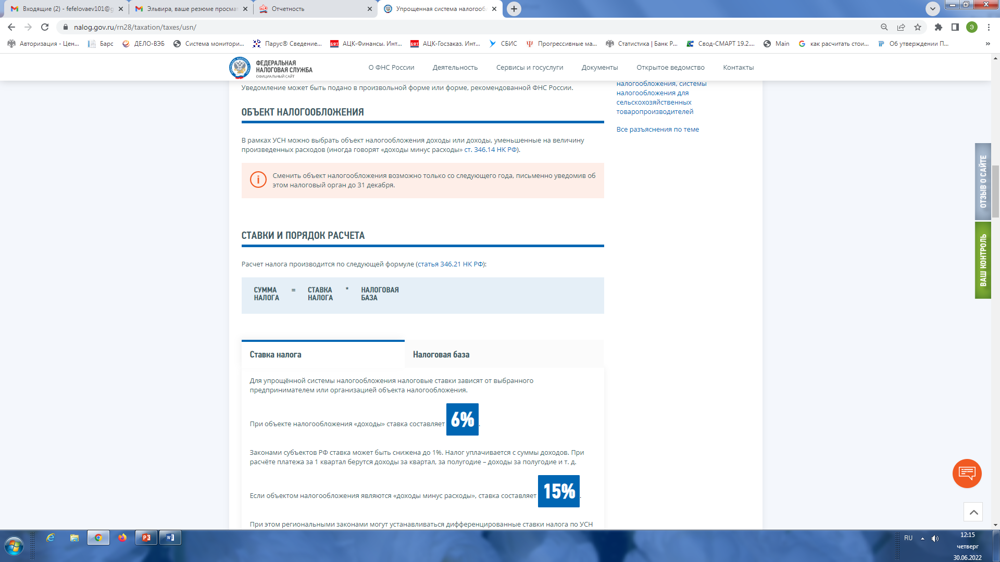 Входящие (2) - fefelovaev101@g
Эльвира, ваше резюме просмат
Отчетность
Упрощенная система налогооб
nalog.gov.ru/rn28/taxation/taxes/usn/
Э
Авторизация - Цен...
Барс
ДЕЛО-ВЭБ
Система монитори...
Парус® Сведение...
АЦК-Финансы. Инт...
АЦК-Госзаказ. Инт...
СБИС
Прогрессивные ма...
Статистика | Банк Р...
Свод-СМАРТ 19.2....
Main
как расчитать стои...
Об утверждении П...
»
ФЕДЕРАЛЬНАЯ
НАЛОГОВАЯ СЛУЖБА
ОФИЦИАЛЬНЫЙ САЙТ
О ФНС России
Деятельность
Сервисы и госуслуги
Документы
Открытое ведомство
Контакты
Уведомление может быть подано в произвольной форме или форме, рекомендованной ФНС России.
ОБЪЕКТ НАЛОГООБЛОЖЕНИЯ
В рамках УСН можно выбрать объект налогообложения доходы или доходы, уменьшенные на величину
произведенных расходов (иногда говорят «доходы минус расходы» ст. 346.14 НК РФ).
Сменить объект налогообложения возможно только со следующего года, письменно уведомив об
этом налоговый орган до 31 декабря.
СТАВКИ И ПОРЯДОК РАСЧЕТА
Расчет налога производится по следующей формуле (статья 346.21 НК РФ):
СУММА = СТАВКА * НАЛОГОВАЯ
НАЛОГА НАЛОГА БАЗА
Ставка налога
Налоговая база
Для упрощённой системы налогообложения налоговые ставки зависят от выбранного
предпринимателем или организацией объекта налогообложения.
При объекте налогообложения «доходы» ставка составляет 6%.
Законами субъектов РФ ставка может быть снижена до 1%. Налог уплачивается с суммы доходов. При
расчёте платежа за 1 квартал берутся доходы за квартал, за полугодие – доходы за полугодие и т. д.
Если объектом налогообложения являются «доходы минус расходы», ставка составляет 15%.
При этом региональными законами могут устанавливаться дифференцированные ставки налога по УСН
налогообложения, системы
налогообложения для
сельскохозяйственных
товаропроизводителей
Все разъяснения по теме
ОТЗЫВ О САЙТЕ
ВАШ КОНТРОЛЬ
RU
12:15
четверг
30.06.2022